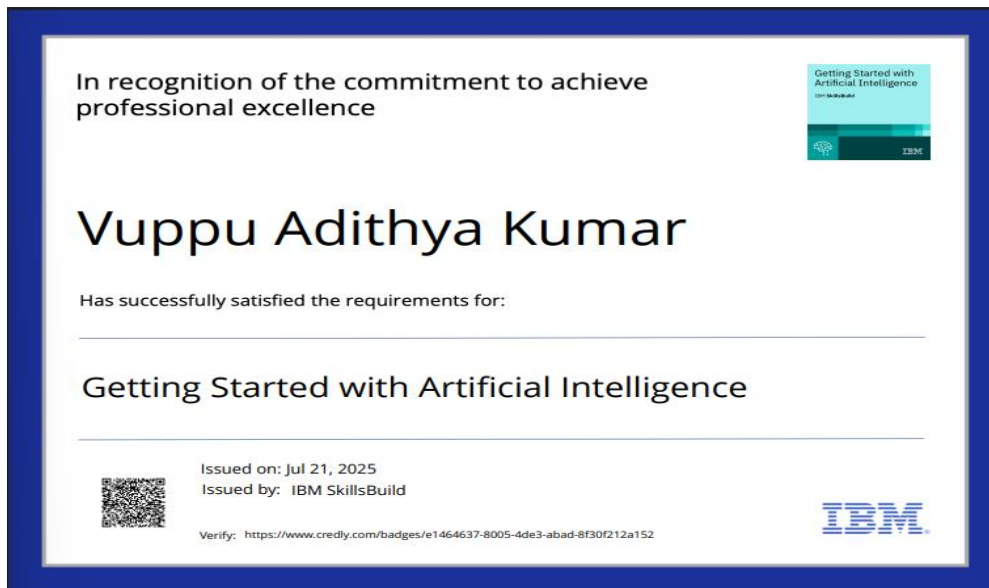 In recognition of the commitment to achieve
professional excellence
Getting Started with
Artificial Intelligence
IBM SkillsBuild
IBM
Vuppu Adithya Kumar
Has successfully satisfied the requirements for:
Getting Started with Artificial Intelligence
Issued on: Jul 21, 2025
Issued by: IBM SkillsBuild
Verify: https://www.credly.com/badges/e1464637-8005-4de3-abad-8f30f212a152
IBM.